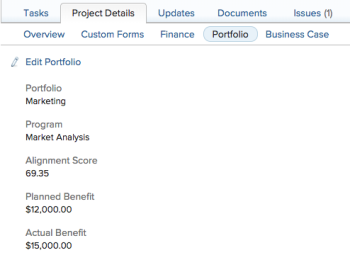 Tasks Project Details Updates Documents Issues (1)
Overview Custom Forms Finance Portfolio Business Case
Edit Portfolio
Portfolio
Marketing
Program
Market Analysis
Alignment Score
69.35
Planned Benefit
$12,000.00
Actual Benefit
$15,000.00